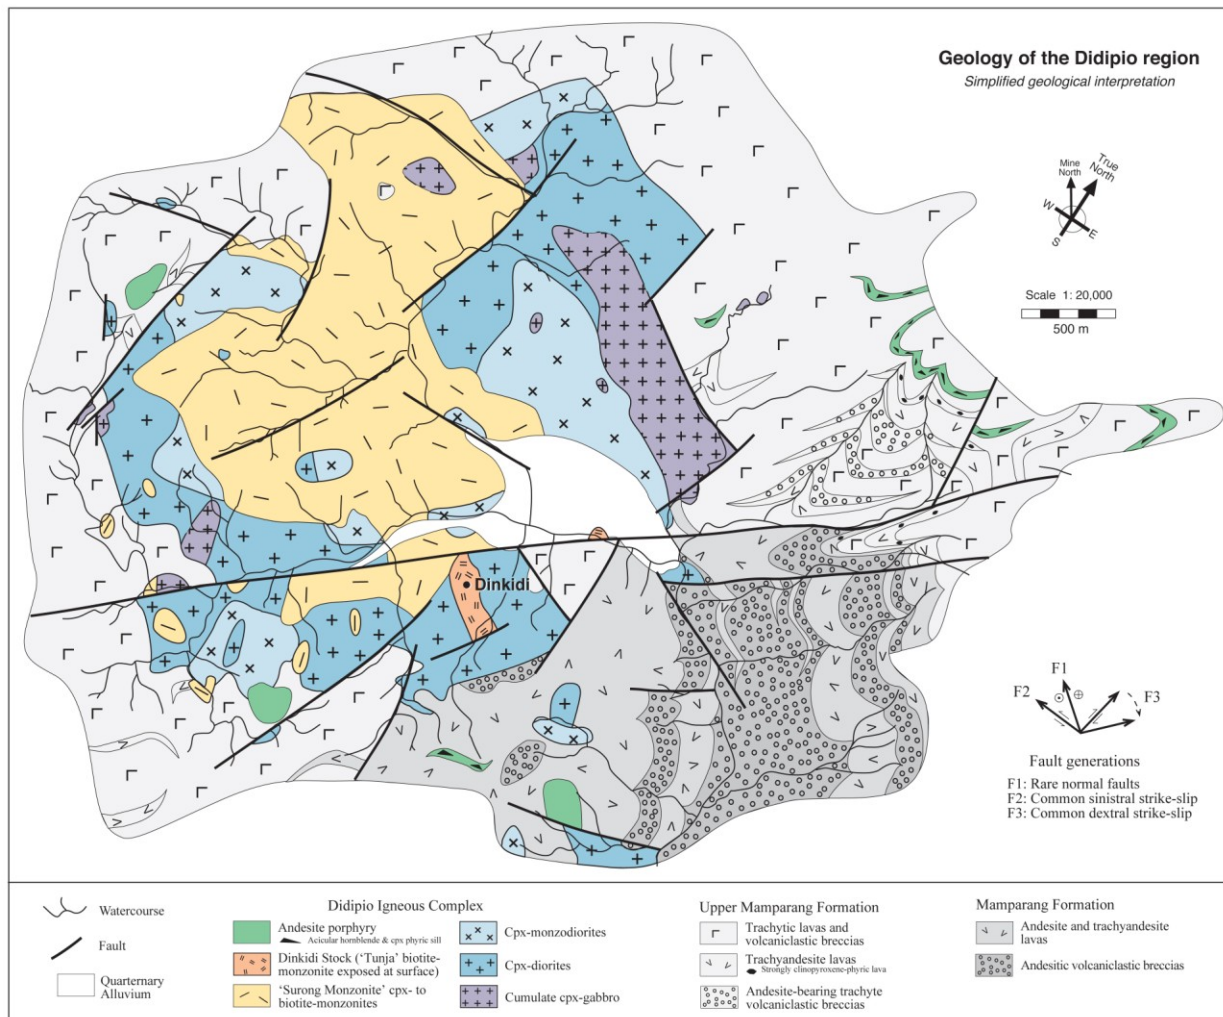 Geology of the Didipio region
Simplified geological interpretation
Mine
North
True
North
W
S
E
Scale 1: 20,000
500 m
Dinkidi
F1
F2
F3
Fault generations
F1: Rare normal faults
F2: Common sinistral strike-slip
F3: Common dextral strike-slip
Watercourse
Fault
Quarternary
Alluvium
Didipio Igneous Complex
Andesite porphyry
Acicular hornblende & cpx phyric sill
Dinkidi Stock (‘Tunja’ biotite-
monzonite exposed at surface)
‘Surong Monzonite’ cpx- to
biotite-monzonites
Cpx-monzodiorites
Cpx-diorites
Cumulate cpx-gabbro
Upper Mamparang Formation
Trachytic lavas and
volcaniclastic breccias
Trachyandesite lavas
Strongly clinopyroxene-phyric lava
Andesite-bearing trachyte
volcaniclastic breccias
Mamparang Formation
Andesite and trachyandesite
lavas
Andesitic volcaniclastic breccias